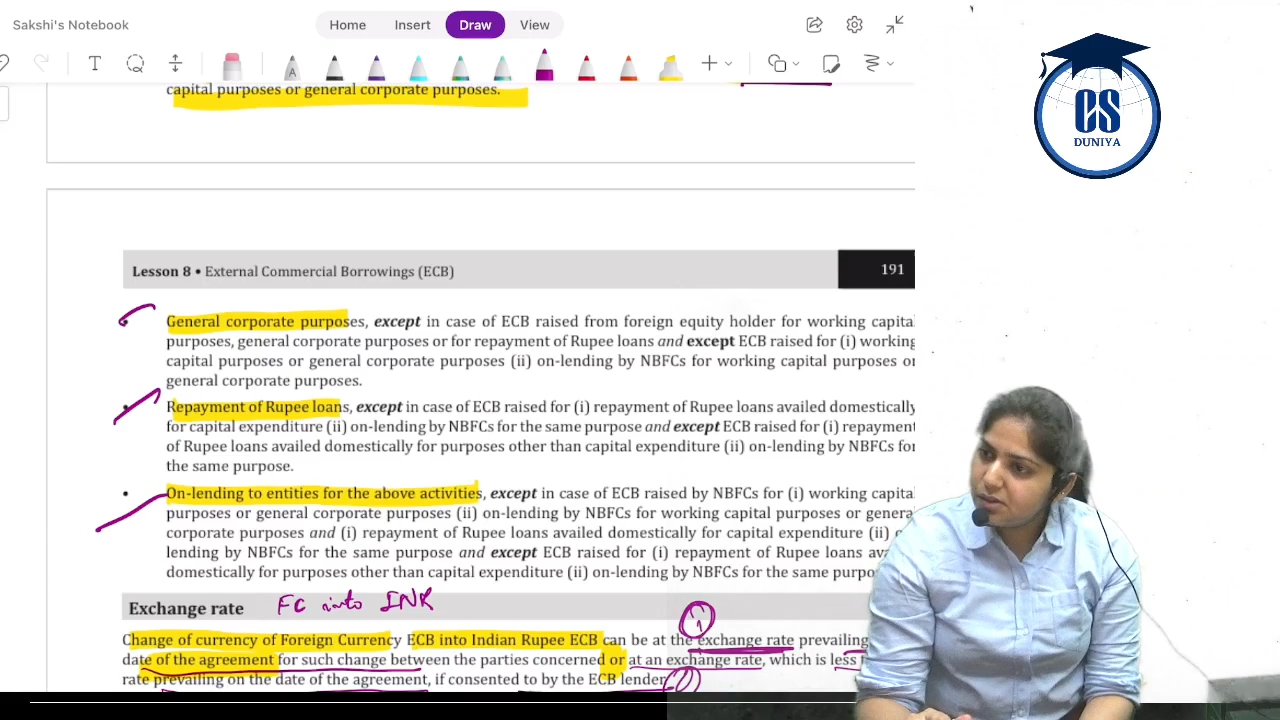 Sakshi's Notebook
Home Insert Draw View
T
A
capital purposes or general corporate purposes.
CS
DUNIYA
Lesson 8 • External Commercial Borrowings (ECB) 191
• General corporate purposes, except in case of ECB raised from foreign equity holder for working capital
purposes, general corporate purposes or for repayment of Rupee loans and except ECB raised for (i) working
capital purposes or general corporate purposes (ii) on-lending by NBFCs for working capital purposes or
general corporate purposes.
• Repayment of Rupee loans, except in case of ECB raised for (i) repayment of Rupee loans availed domestically
for capital expenditure (ii) on-lending by NBFCs for the same purpose and except ECB raised for (i) repayment
of Rupee loans availed domestically for purposes other than capital expenditure (ii) on-lending by NBFCs for
the same purpose.
• On-lending to entities for the above activities, except in case of ECB raised by NBFCs for (i) working capital
purposes or general corporate purposes (ii) on-lending by NBFCs for working capital purposes or genera
corporate purposes and (i) repayment of Rupee loans availed domestically for capital expenditure (ii)
lending by NBFCs for the same purpose and except ECB raised for (i) repayment of Rupee loans
domestically for purposes other than capital expenditure (ii) on-lending by NBFCs for the same
Exchange rate FC into INR
1
Change of currency of Foreign Currency ECB into Indian Rupee ECB can be at the exchange rate prevailing
date of the agreement for such change between the parties concerned or at an exchange rate, which is less
rate prevailing on the date of the agreement, if consented to by the ECB lender